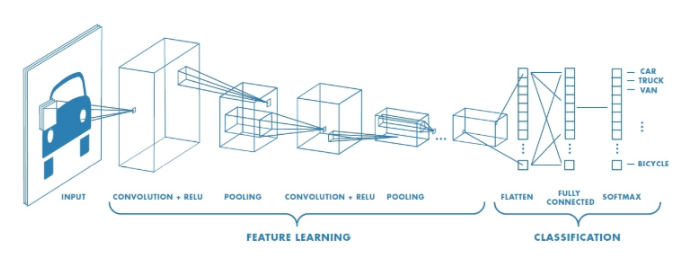 CAR
TRUCK
VAN
BICYCLE
INPUT
CONVOLUTION + RELU
POOLING
CONVOLUTION + RELU
POOLING
FLATTEN
FULLY
CONNECTED
SOFTMAX
FEATURE LEARNING
CLASSIFICATION